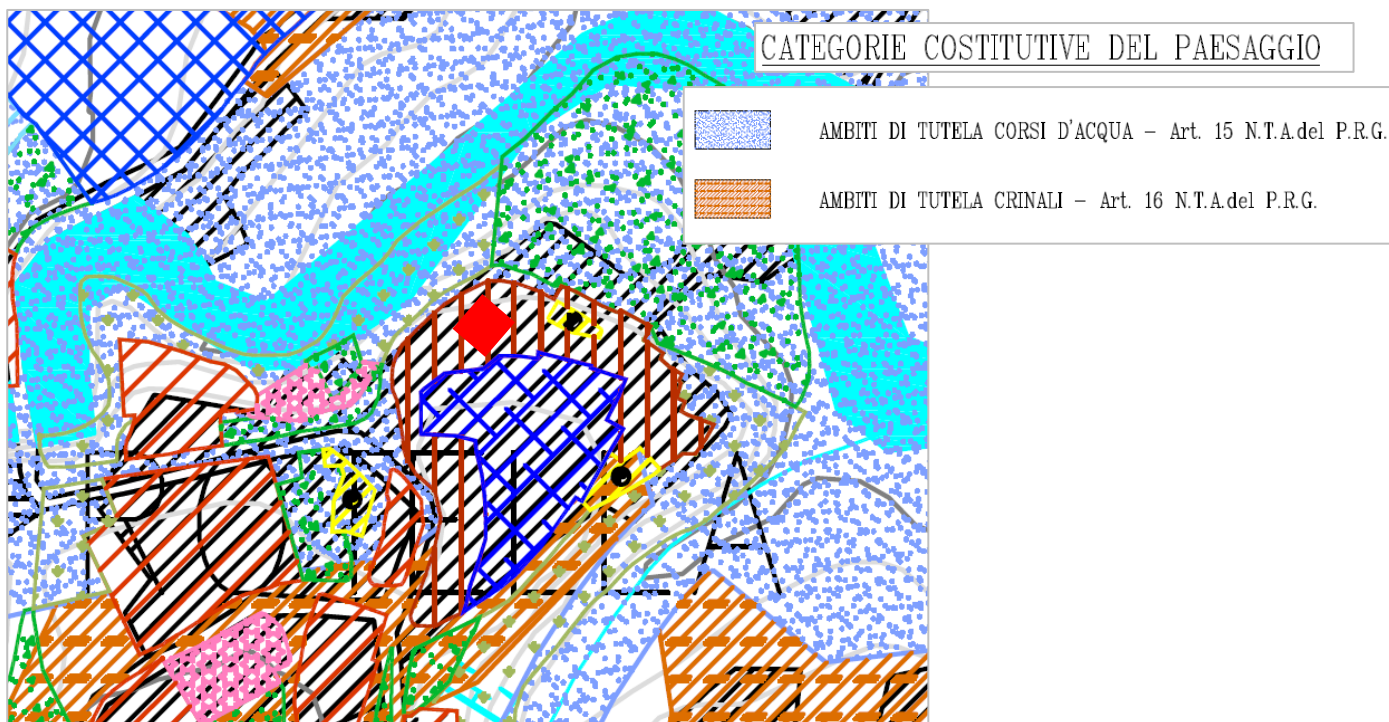 CATEGORIE COSTITUTIVE DEL PAESAGGIO
AMBITI DI TUTELA CORSI D'ACQUA – Art. 15 N.T.A.del P.R.G.
AMBITI DI TUTELA CRINALI – Art. 16 N.T.A.del P.R.G.